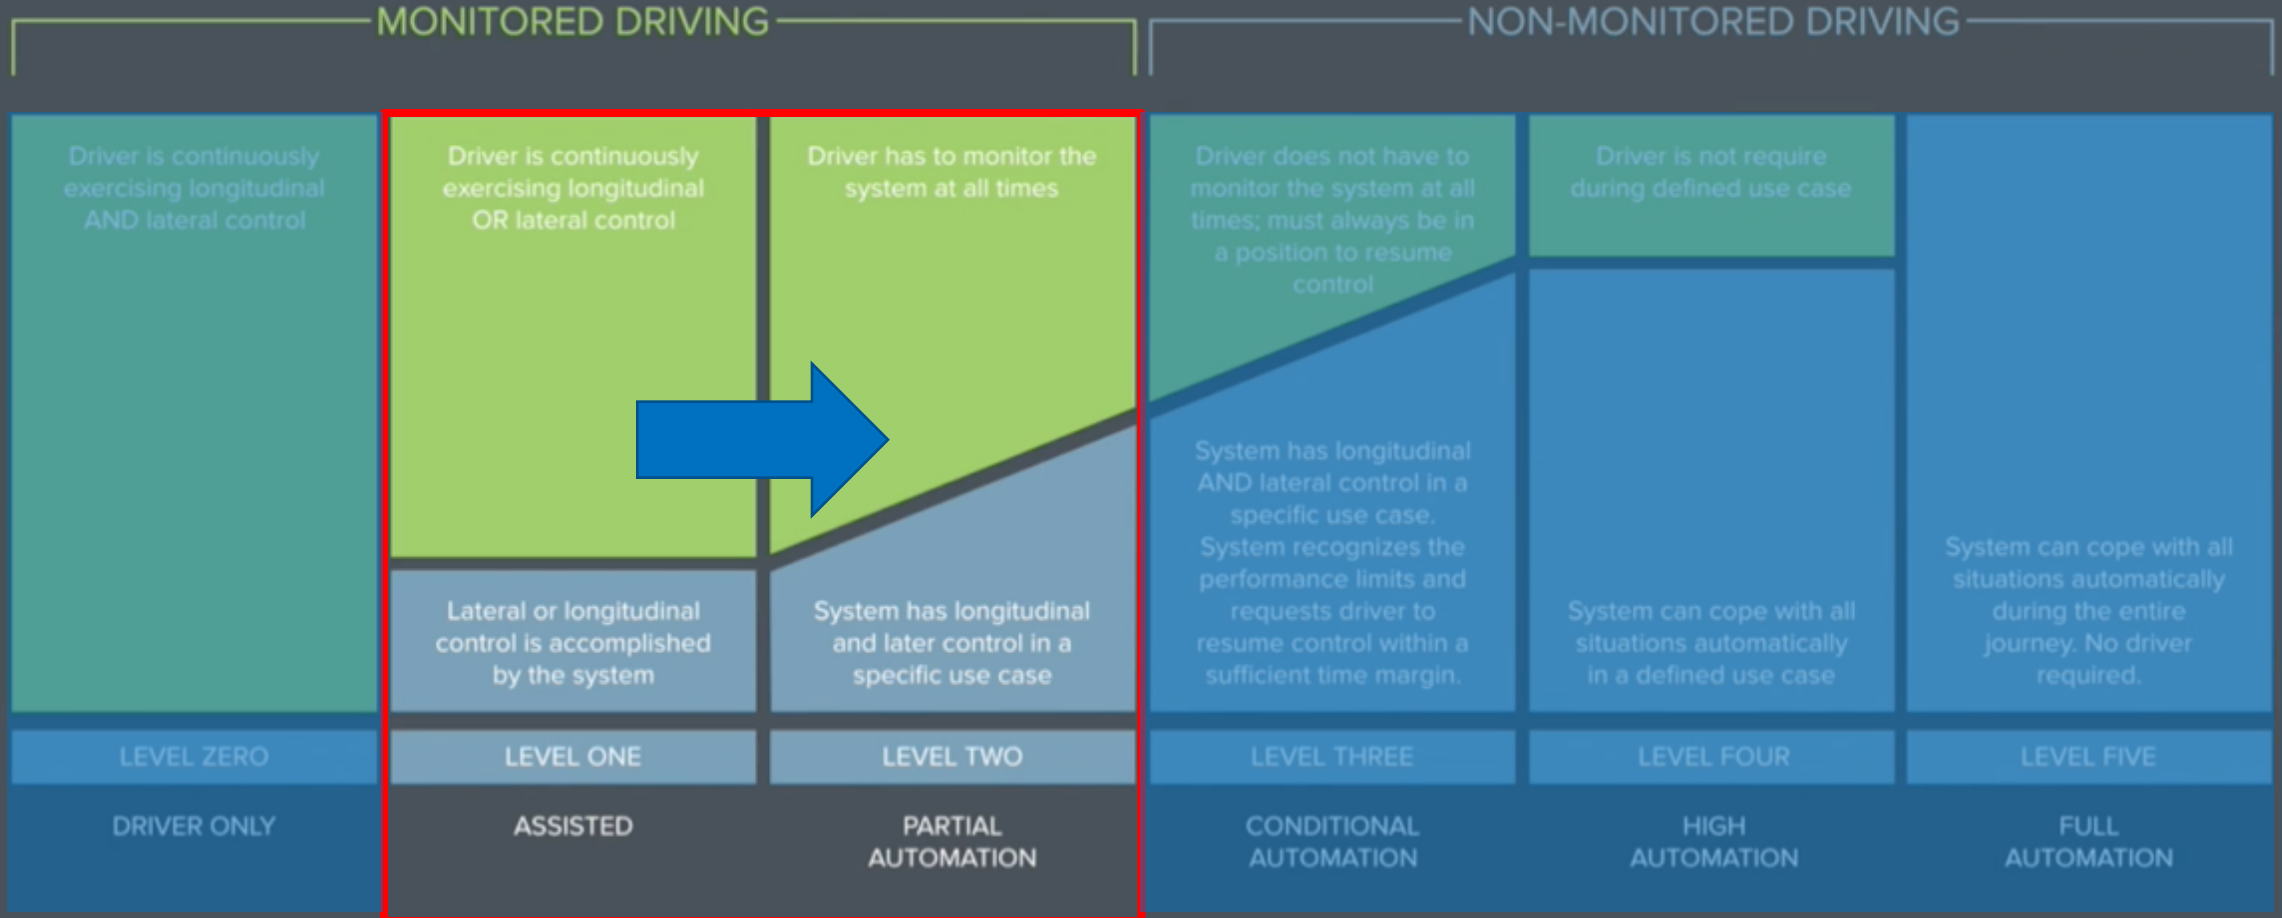 MONITORED DRIVING
NON-MONITORED DRIVING
Driver is continuously
exercising longitudinal
AND lateral control
LEVEL ZERO
DRIVER ONLY
Driver is continuously
exercising longitudinal
OR lateral control
Lateral or longitudinal
control is accomplished
by the system
LEVEL ONE
ASSISTED
Driver has to monitor the
system at all times
System has longitudinal
and later control in a
specific use case
LEVEL TWO
PARTIAL
AUTOMATION
Driver does not have to
monitor the system at all
times; must always be in
a position to resume
control
System has longitudinal
AND lateral control in a
specific use case.
System recognizes the
performance limits and
requests driver to
resume control within a
sufficient time margin.
LEVEL THREE
CONDITIONAL
AUTOMATION
Driver is not require
during defined use case
System can cope with all
situations automatically
in a defined use case
LEVEL FOUR
HIGH
AUTOMATION
System can cope with all
situations automatically
during the entire
journey. No driver
required.
LEVEL FIVE
FULL
AUTOMATION